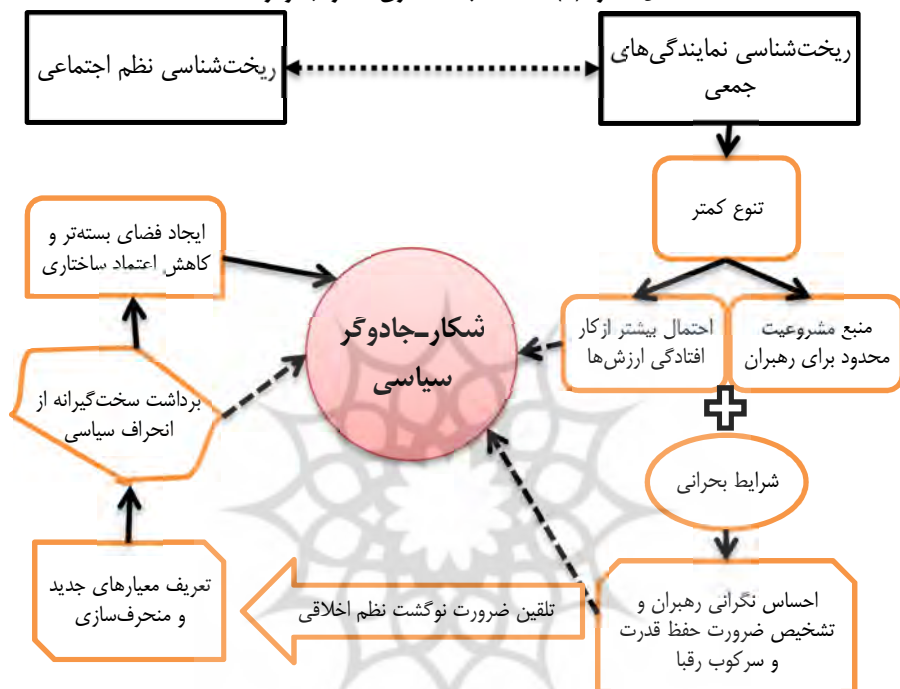 ریخت‌شناسی نمایندگی‌های
جمعی
ریخت‌شناسی نظم اجتماعی
تنوع کمتر
ایجاد فضای بسته‌تر و
کاهش اعتماد ساختاری
شکار-جادوگر
سیاسی
منبع مشروعیت
محدود برای رهبران
احتمال بیشتر از کار
افتادگی ارزش‌ها
برداشت سخت‌گیرانه از
انحراف سیاسی
شرایط بحرانی
احساس نگرانی رهبران و
تشخیص ضرورت حفظ قدرت
و سرکوب رقبا
تلقین ضرورت نوگشت نظم اخلاقی
تعریف معیارهای جدید
و منحرف‌سازی